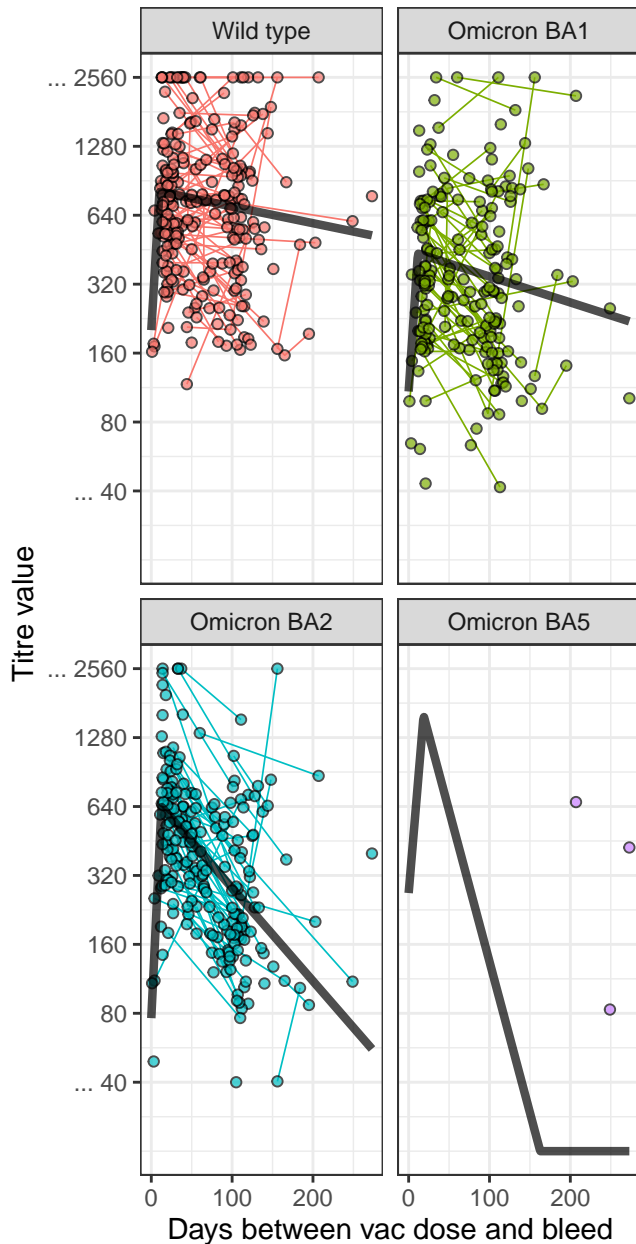 Wild type
Omicron BA1
... 2560
1280
640
320
160
80
... 40
Titre value
Omicron BA2
Omicron BA5
... 2560
1280
640
320
160
80
... 40
0 100 200
0 100 200
Days between vac dose and bleed